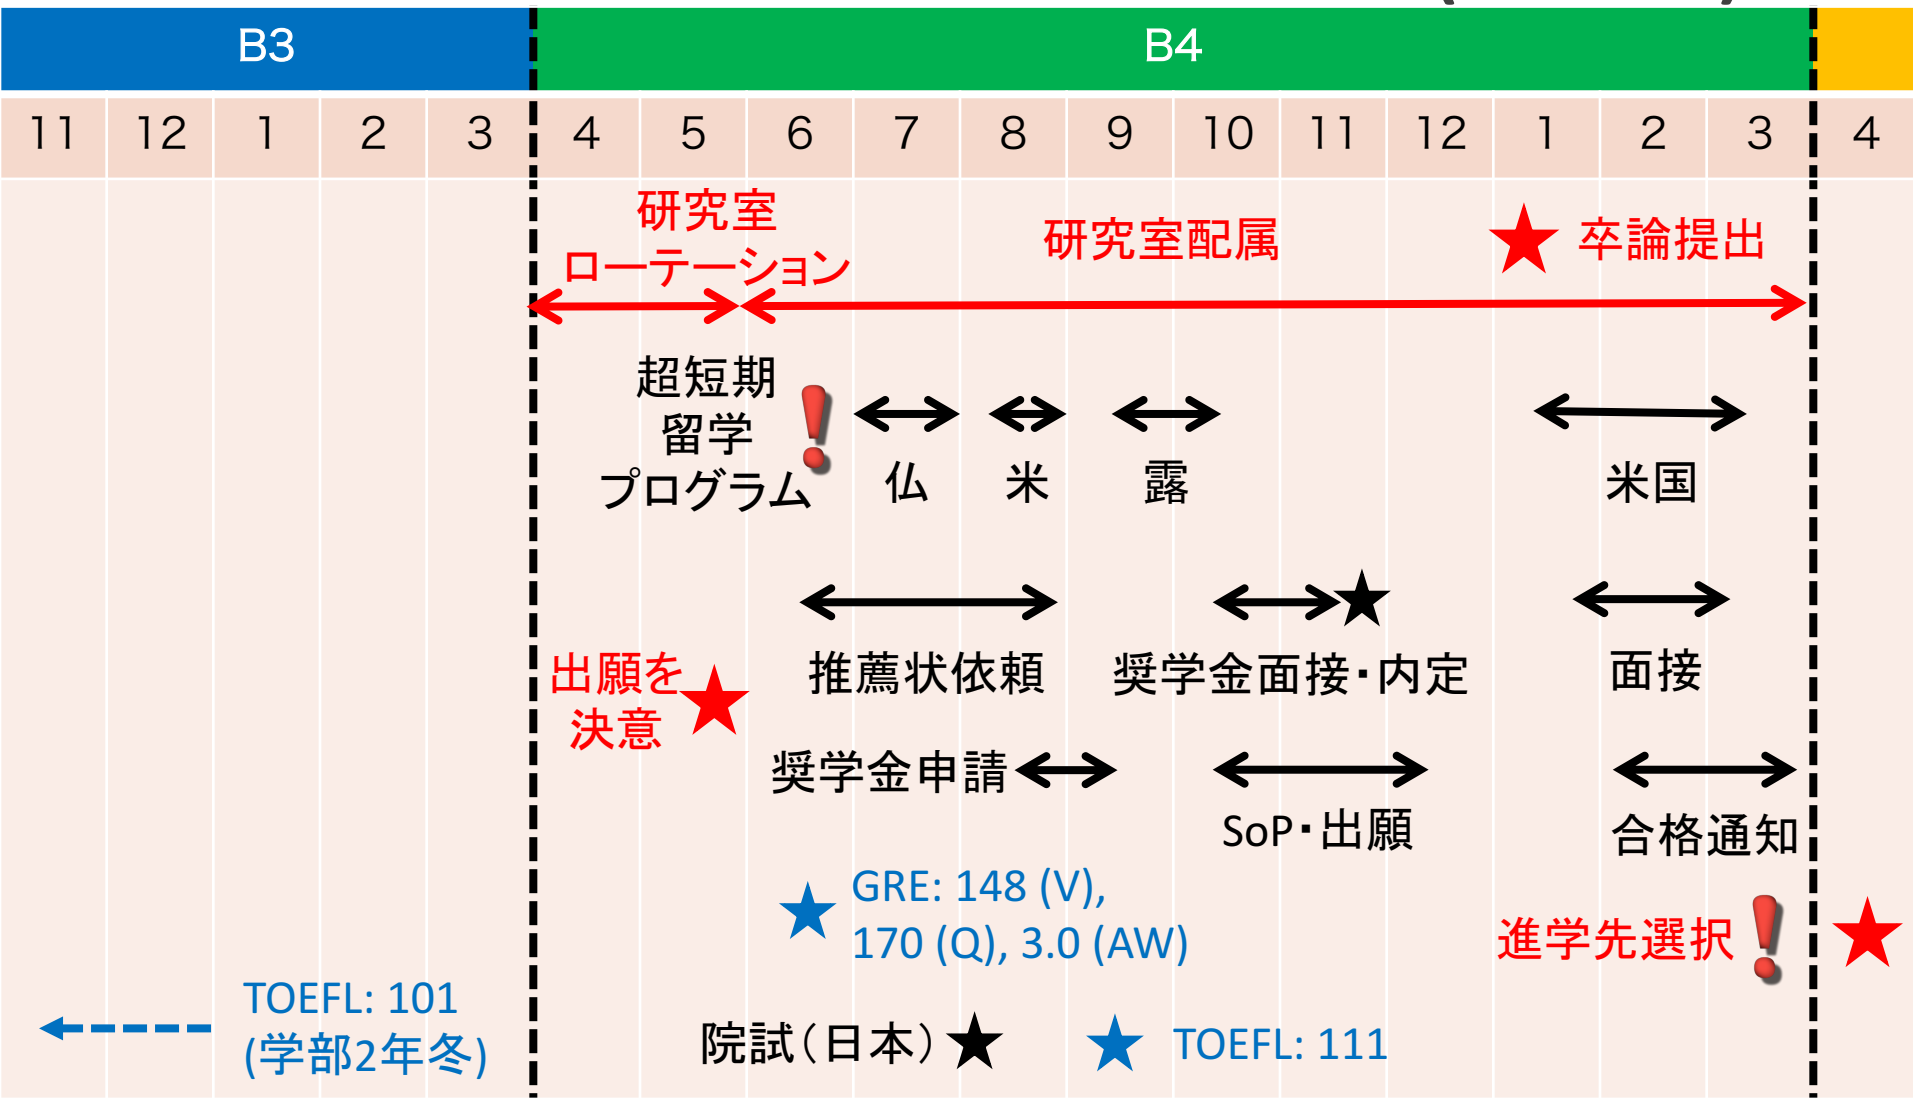 B3
B4
11 12 1 2 3 4 5 6 7 8 9 10 11 12 1 2 3 4
研究室
ローテーション
研究室配属
卒論提出
超短期
留学
プログラム
仏
米
露
米国
出願を
決意
推薦状依頼
奨学金面接・内定
面接
奨学金申請
SoP・出願
合格通知
GRE: 148 (V),
170 (Q), 3.0 (AW)
進学先選択
TOEFL: 101
(学部2年冬)
院試(日本)
TOEFL: 111